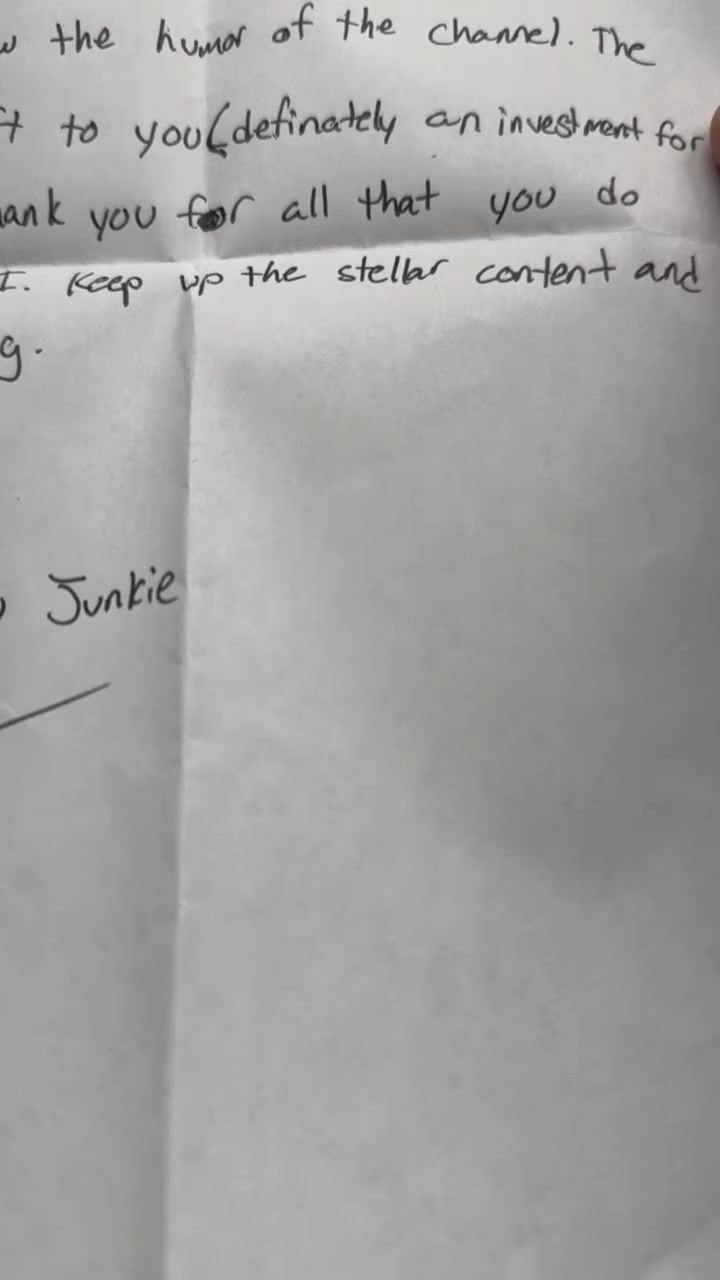 w the humor of the channel. The
ft to you(definately an investment for
ank you for all that you do
I. Keep up the stellar content and
g.
Junkie